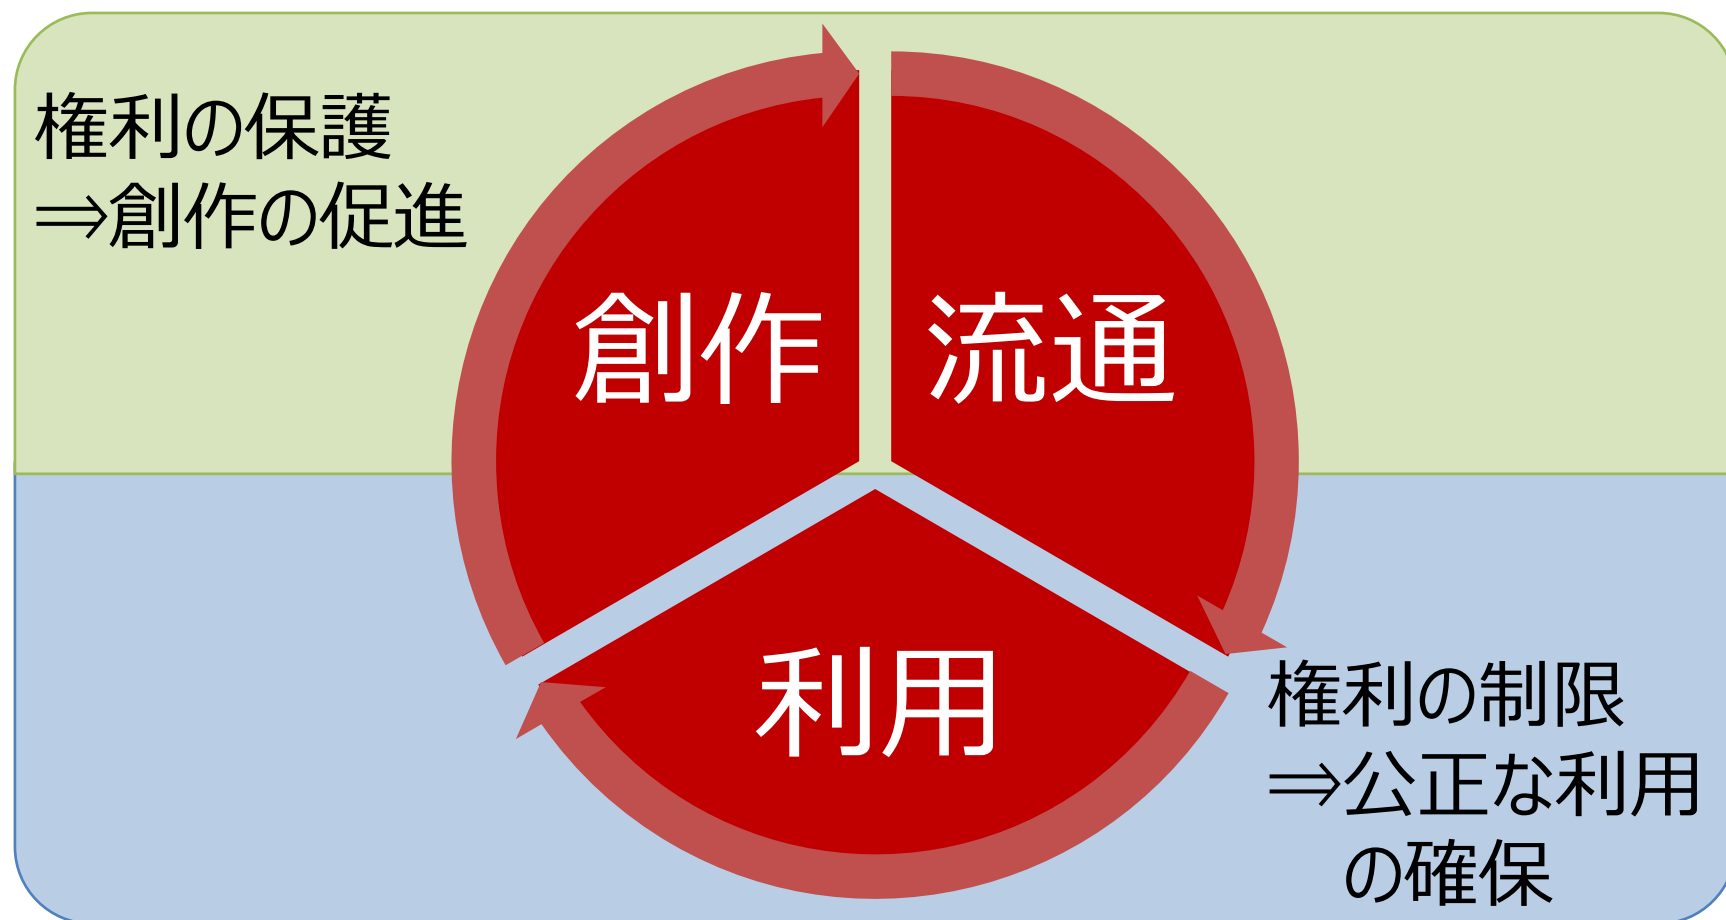 権利の保護
⇒創作の促進
創作
流通
利用
権利の制限
⇒公正な利用
の確保